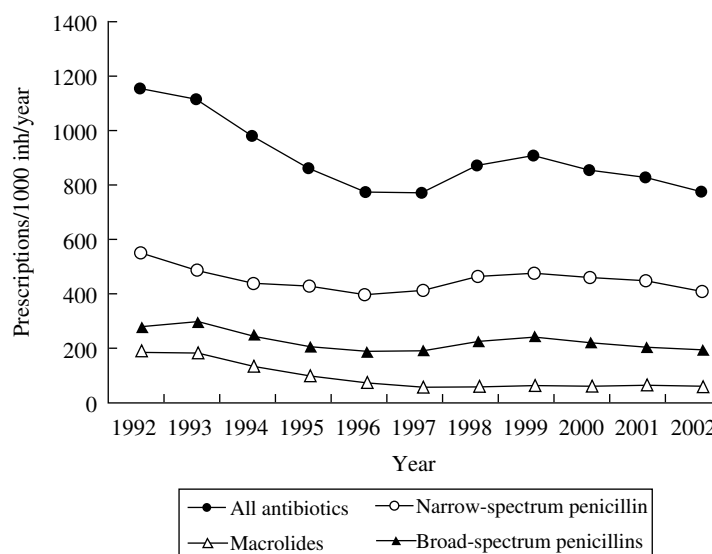 1400
1200
1000
800
600
400
200
0
Prescriptions/1000 inh/year
1992 1993 1994 1995 1996 1997 1998 1999 2000 2001 2002
Year
All antibiotics Narrow-spectrum penicillin
Macrolides Broad-spectrum penicillins